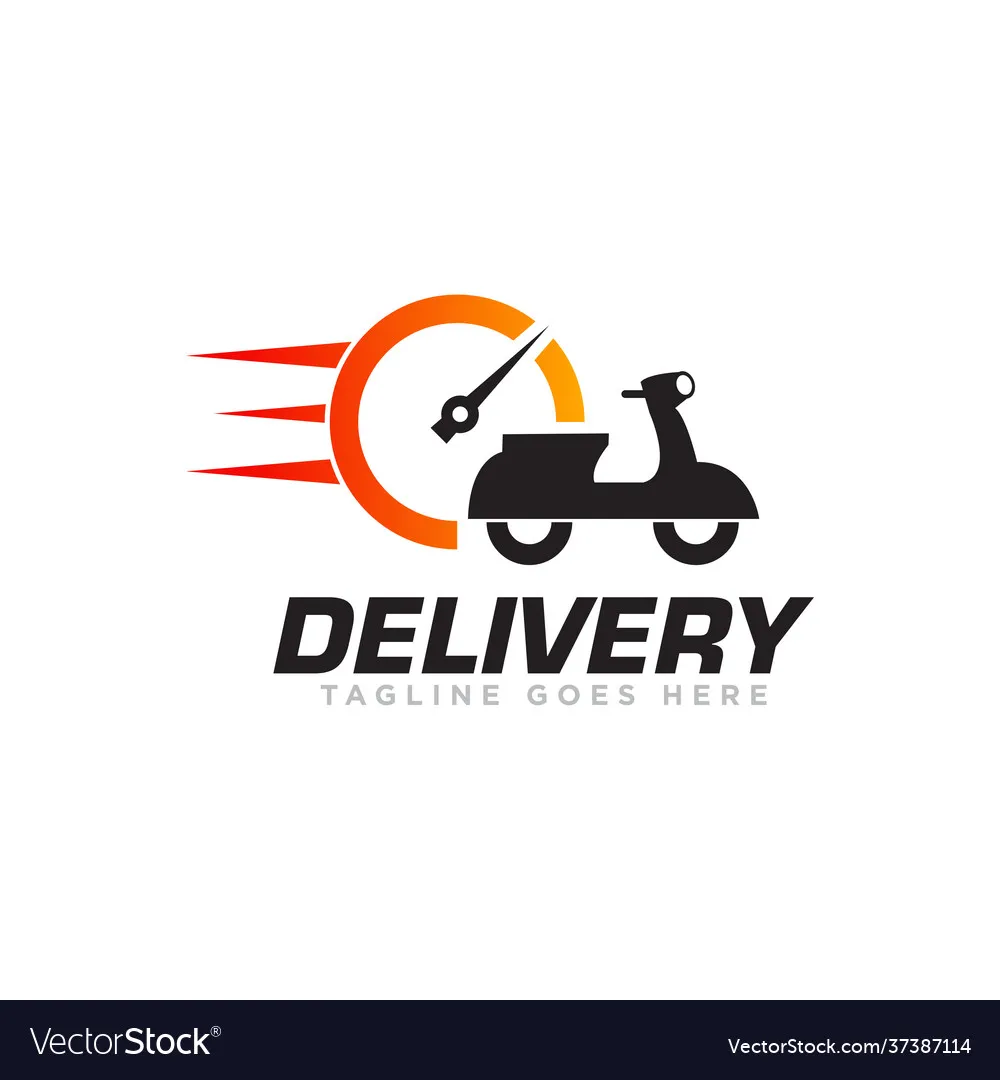 DELIVERY
TAGLINE GOES HERE
VectorStock®
VectorStock.com/37387114